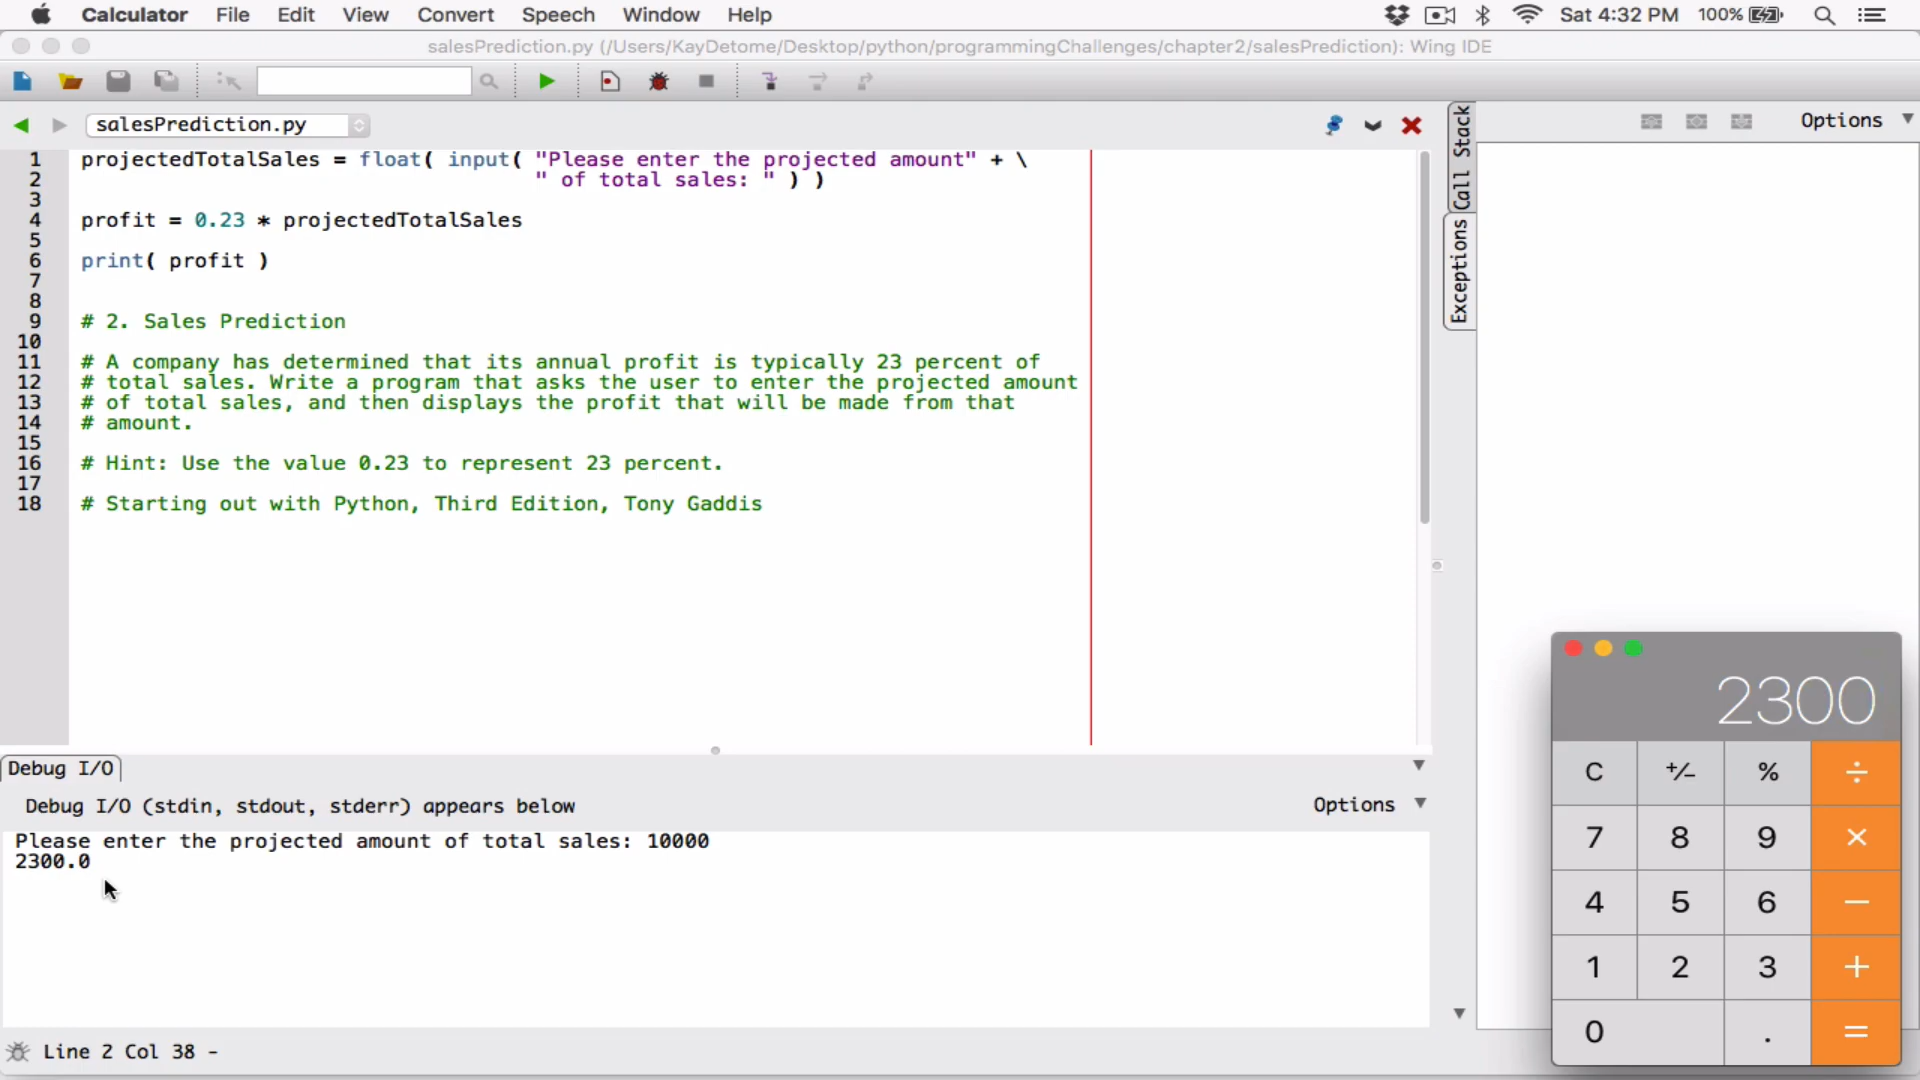 Calculator File Edit View Convert Speech Window Help Sat 4:32 PM 100%
salesPrediction.py (/Users/KayDetome/Desktop/python/programmingChallenges/chapter2/salesPrediction): Wing IDE
salesPrediction.py
Options
Call Stack
Exceptions
1 projectedTotalSales = float( input( "Please enter the projected amount" + \
2 " of total sales: " ) )
3
4 profit = 0.23 * projectedTotalSales
5
6 print( profit )
7
8
9 # 2. Sales Prediction
10
11 # A company has determined that its annual profit is typically 23 percent of
12 # total sales. Write a program that asks the user to enter the projected amount
13 # of total sales, and then displays the profit that will be made from that
14 # amount.
15
16 # Hint: Use the value 0.23 to represent 23 percent.
17
18 # Starting out with Python, Third Edition, Tony Gaddis
Debug I/O
Debug I/O (stdin, stdout, stderr) appears below
Options
Please enter the projected amount of total sales: 10000
2300.0
Line 2 Col 38 -
2300
C +/- % ÷
7 8 9 ×
4 5 6 −
1 2 3 +
0 . =